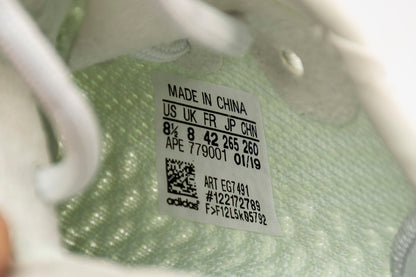 MADE IN CHINA
US UK FR JP CHN
8½ 8 42 265 260
APE 779001 01/19
ART EG7491
#122172789
adidas F>F12L5k05792